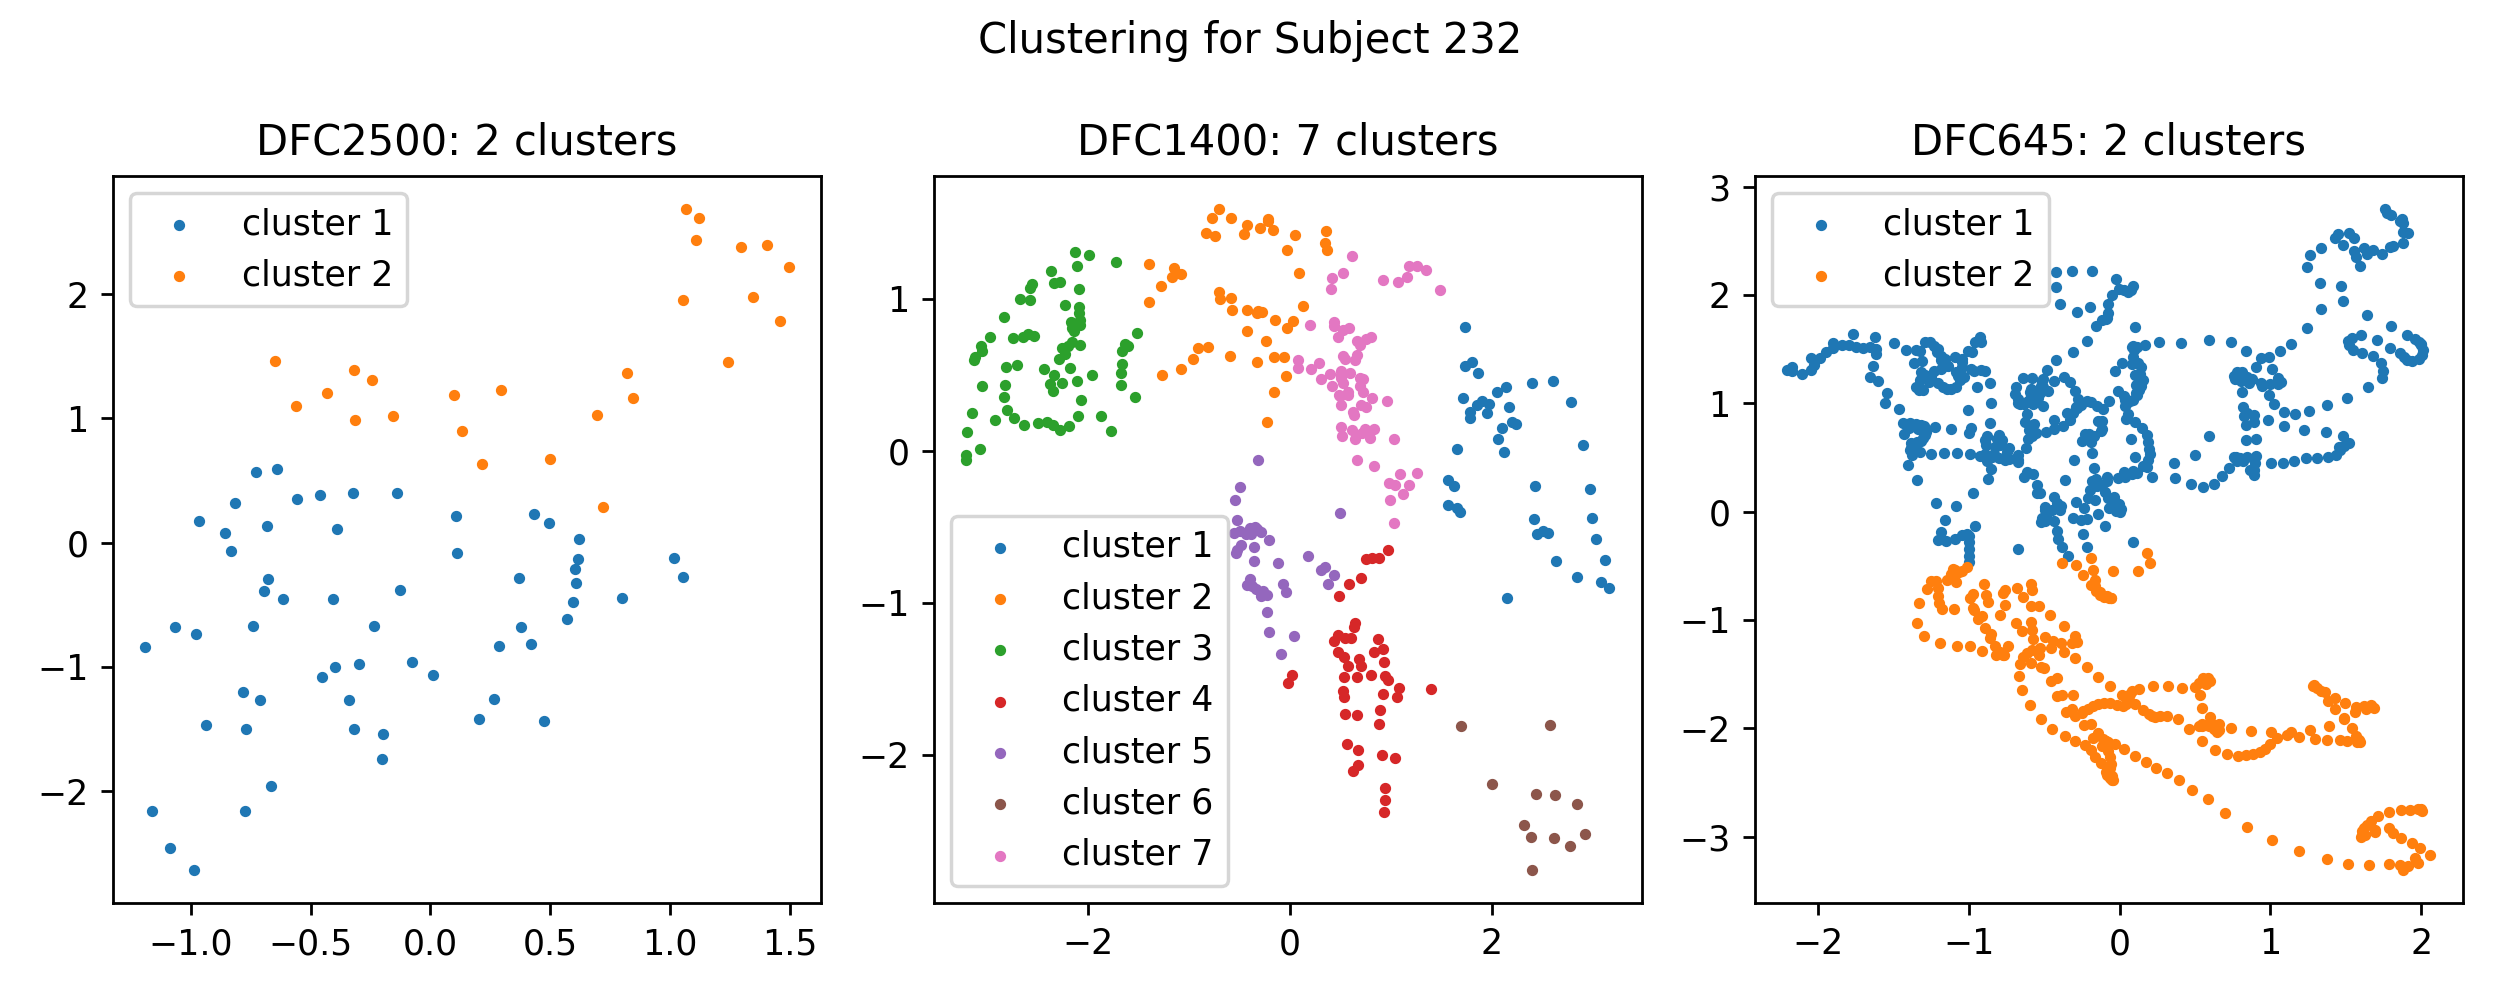 Clustering for Subject 232
DFC2500: 2 clusters
cluster 1
cluster 2
2
1
0
−1
−2
−1.0 −0.5 0.0 0.5 1.0 1.5
DFC1400: 7 clusters
1
0
−1
−2
cluster 1
cluster 2
cluster 3
cluster 4
cluster 5
cluster 6
cluster 7
−2 0 2
DFC645: 2 clusters
cluster 1
cluster 2
3
2
1
0
−1
−2
−3
−2 −1 0 1 2